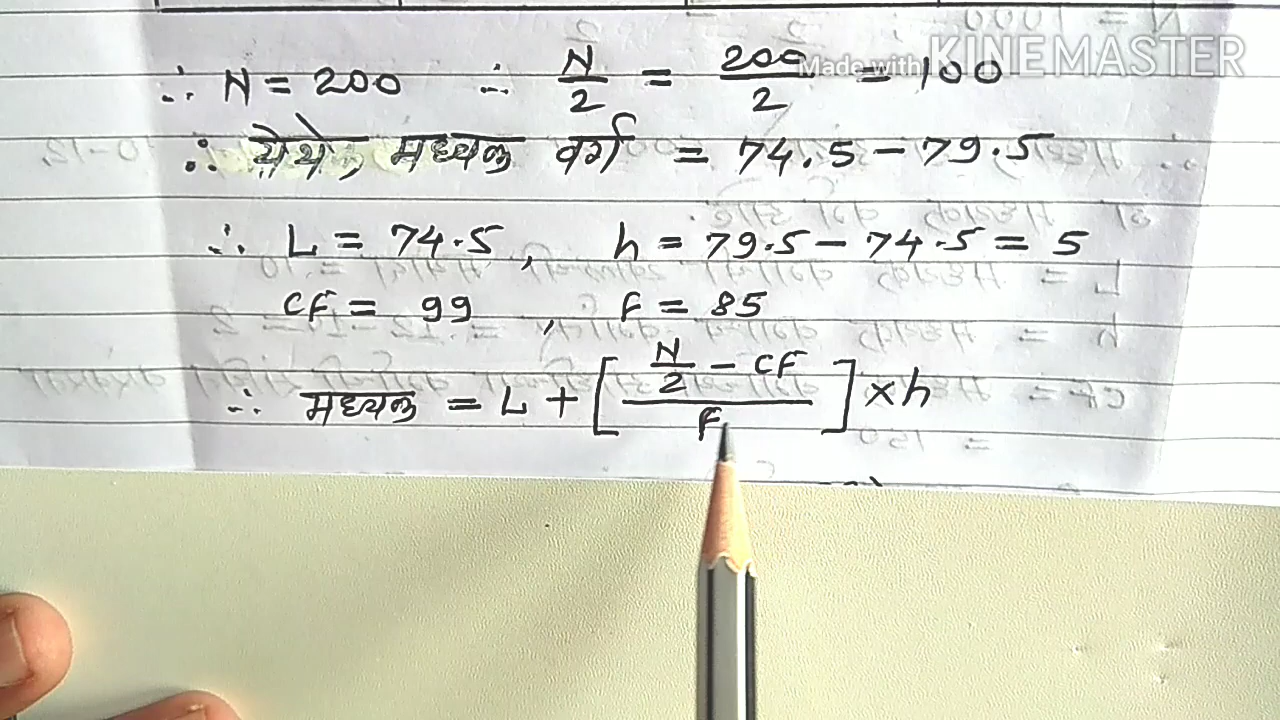 Made with KINEMASTER
∴ N = 200 ∴ N/2 = 200/2 = 100
∴ येथे, मध्यक वर्ग = 74.5 - 79.5
∴ L = 74.5, h = 79.5 - 74.5 = 5
CF = 99, F = 85
∴ मध्यक = L + [ (N/2 - CF) / F ] × h